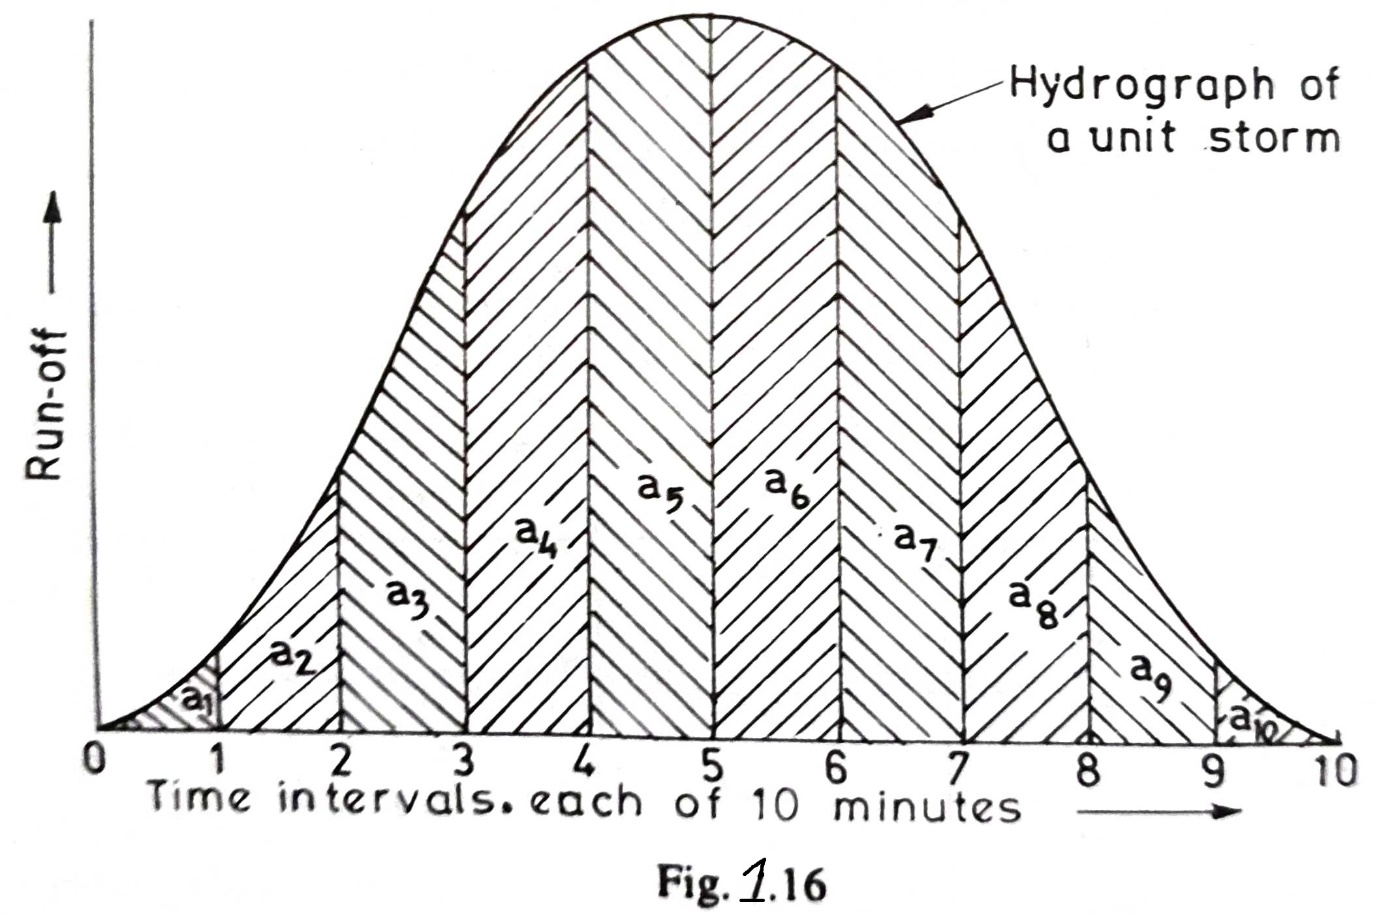 Hydrograph of
a unit storm
Run-off
a1
a2
a3
a4
a5
a6
a7
a8
a9
a10
0 1 2 3 4 5 6 7 8 9 10
Time intervals. each of 10 minutes
Fig. 1.16